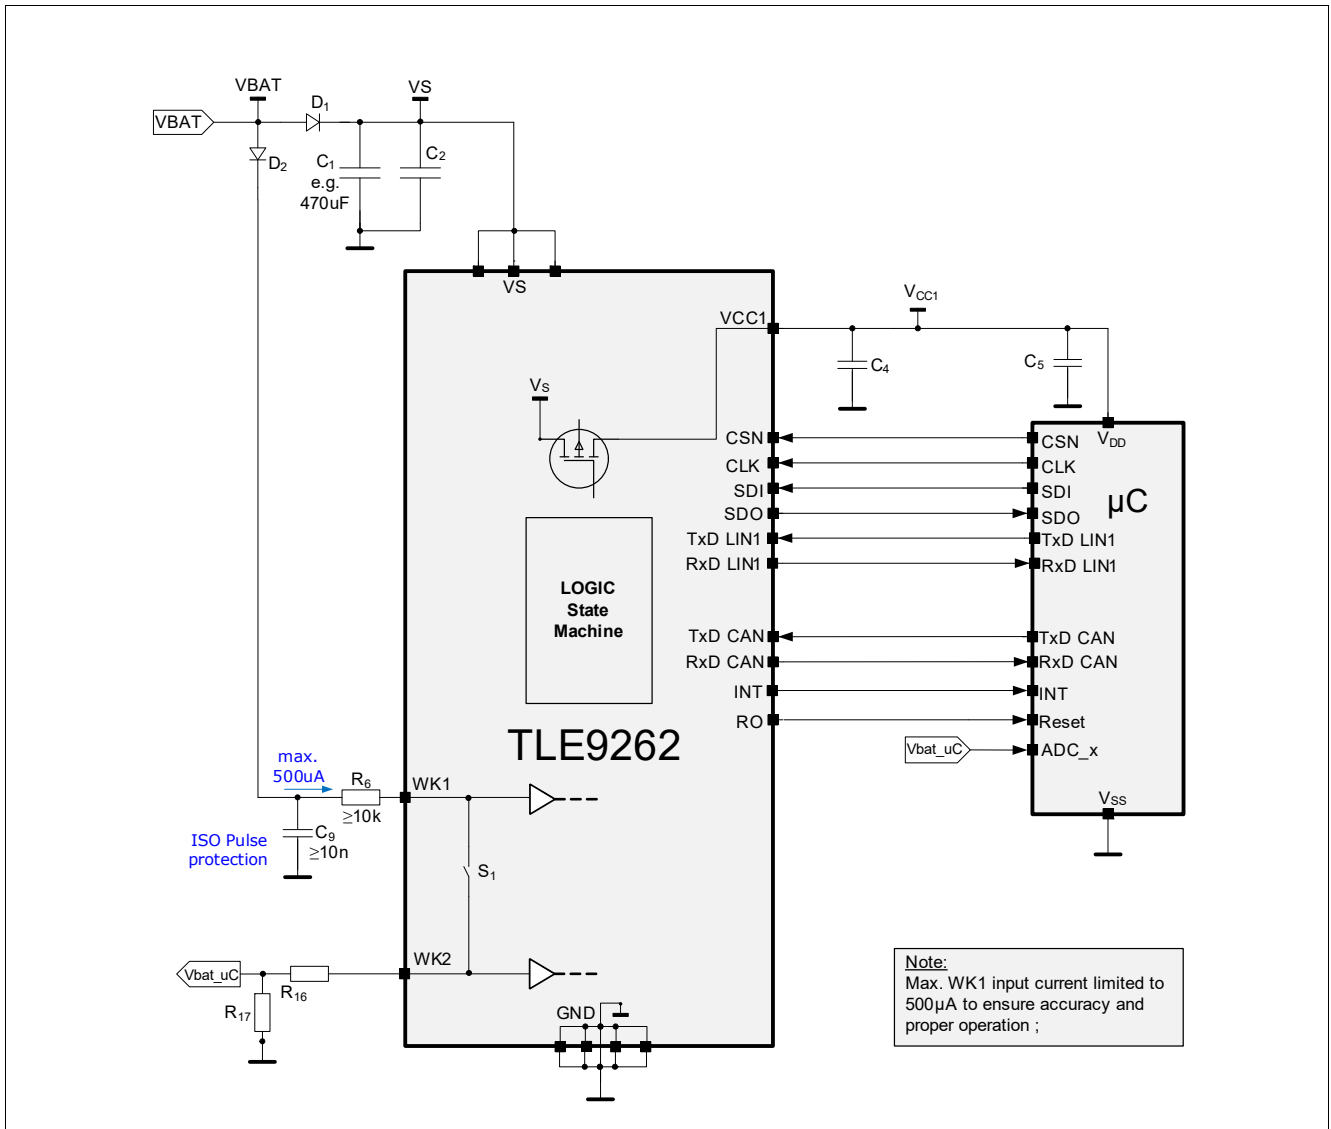 VBAT
VS
VBAT
D1
D2
C1
e.g.
470uF
C2
VS
VCC1
VCC1
C4
C5
VS
CSN
CLK
SDI
SDO
TxD LIN1
RxD LIN1
TxD CAN
RxD CAN
INT
RO
VDD
CSN
CLK
SDI
SDO
TxD LIN1
RxD LIN1
TxD CAN
RxD CAN
INT
Reset
ADC_x
µC
VSS
Vbat_uC
LOGIC
State
Machine
TLE9262
max.
500uA
R6
≥10k
WK1
ISO Pulse
protection
C9
≥10n
S1
WK2
Vbat_uC
R16
R17
GND
Note:
Max. WK1 input current limited to
500µA to ensure accuracy and
proper operation ;